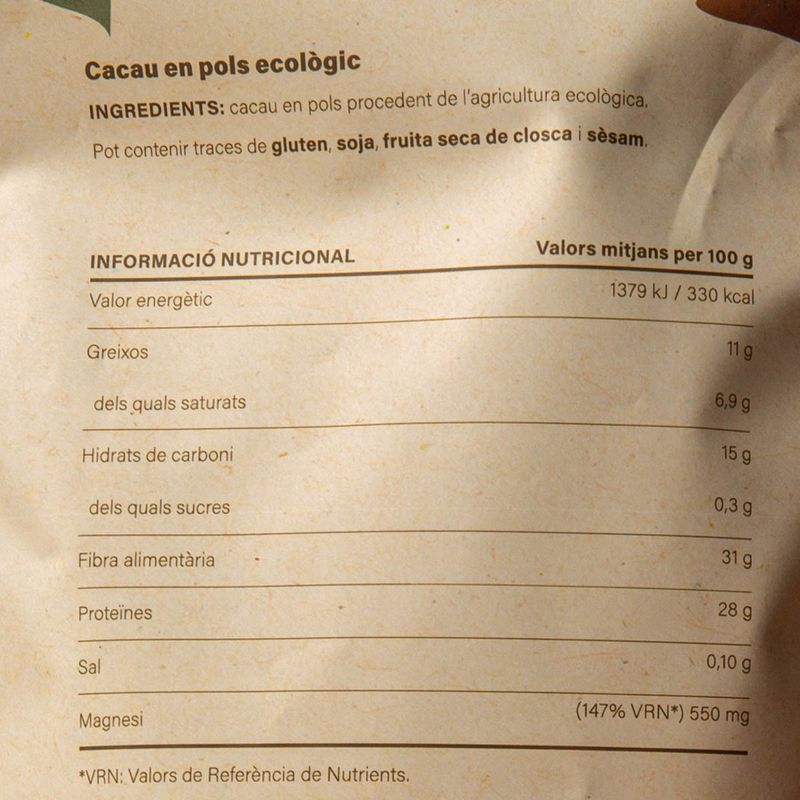 Cacau en pols ecològic
INGREDIENTS: cacau en pols procedent de l'agricultura ecològica.
Pot contenir traces de gluten, soja, fruita seca de closca i sèsam.
INFORMACIÓ NUTRICIONAL Valors mitjans per 100 g
Valor energètic 1379 kJ / 330 kcal
Greixos 11 g
dels quals saturats 6,9 g
Hidrats de carboni 15 g
dels quals sucres 0,3 g
Fibra alimentària 31 g
Proteïnes 28 g
Sal 0,10 g
Magnesi (147% VRN*) 550 mg
*VRN: Valors de Referència de Nutrients.